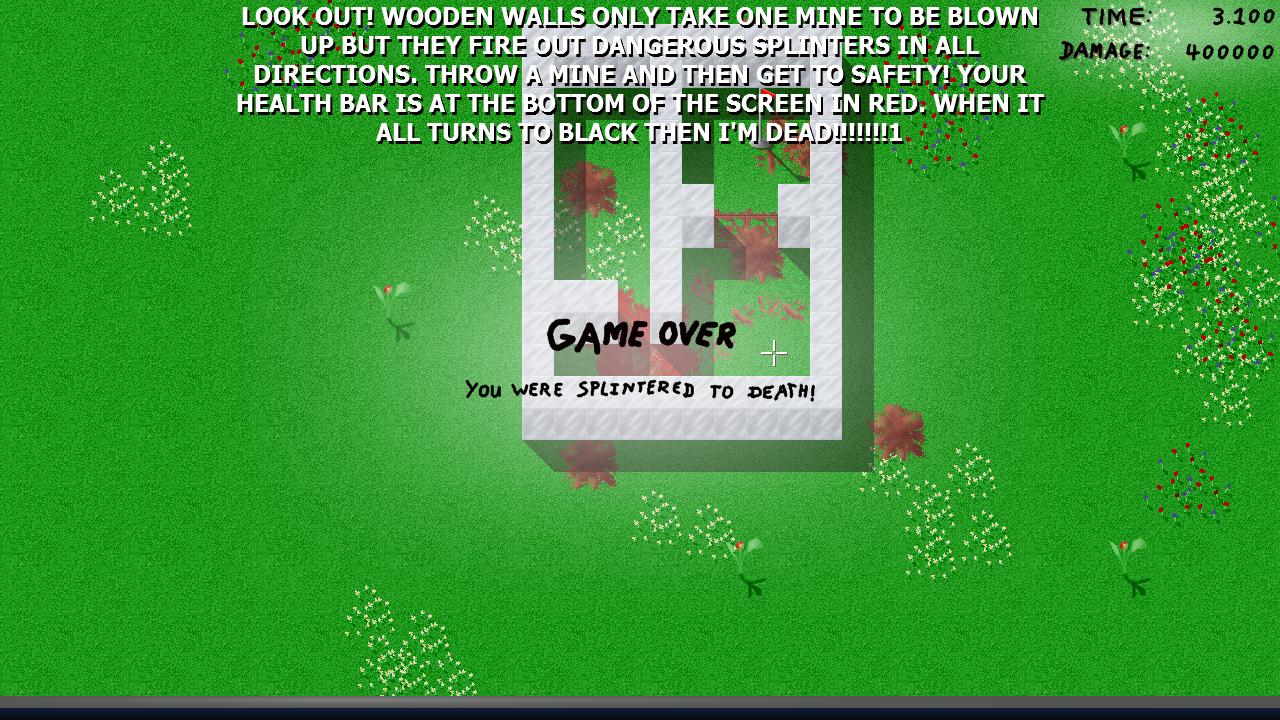 LOOK OUT! WOODEN WALLS ONLY TAKE ONE MINE TO BE BLOWN
UP BUT THEY FIRE OUT DANGEROUS SPLINTERS IN ALL
DIRECTIONS. THROW A MINE AND THEN GET TO SAFETY! YOUR
HEALTH BAR IS AT THE BOTTOM OF THE SCREEN IN RED. WHEN IT
ALL TURNS TO BLACK THEN I'M DEAD!!!!!!!1
TIME: 3.100
DAMAGE: 400000
GAME OVER
YOU WERE SPLINTERED TO DEATH!